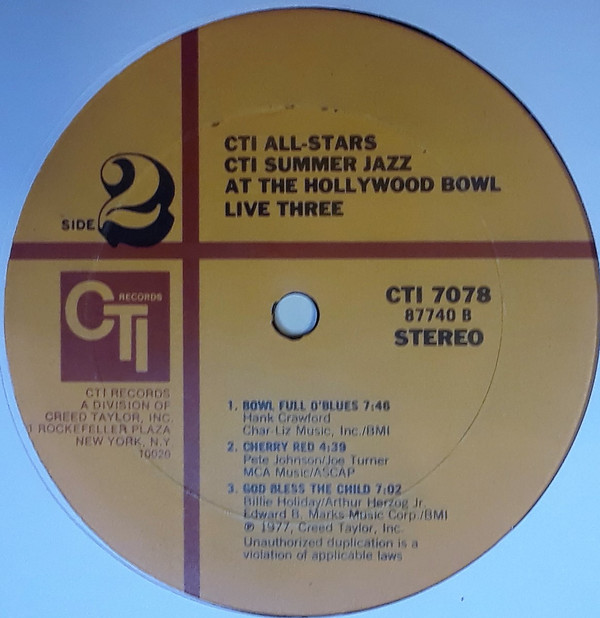 CTI ALL-STARS
CTI SUMMER JAZZ
AT THE HOLLYWOOD BOWL
LIVE THREE
SIDE 2
CTI RECORDS
CTI 7078
87740 B
STEREO
CTI RECORDS
A DIVISION OF
CREED TAYLOR, INC.
1 ROCKEFELLER PLAZA
NEW YORK, N.Y.
10020
1. BOWL FULL O'BLUES 7:46
Hank Crawford
Char-Liz Music, Inc./BMI
2. CHERRY RED 4:39
Pete Johnson/Joe Turner
MCA Music/ASCAP
3. GOD BLESS THE CHILD 7:02
Billie Holiday/Arthur Herzog Jr.
Edward B. Marks Music Corp./BMI
℗ 1977, Creed Taylor, Inc.
Unauthorized duplication is a
violation of applicable laws